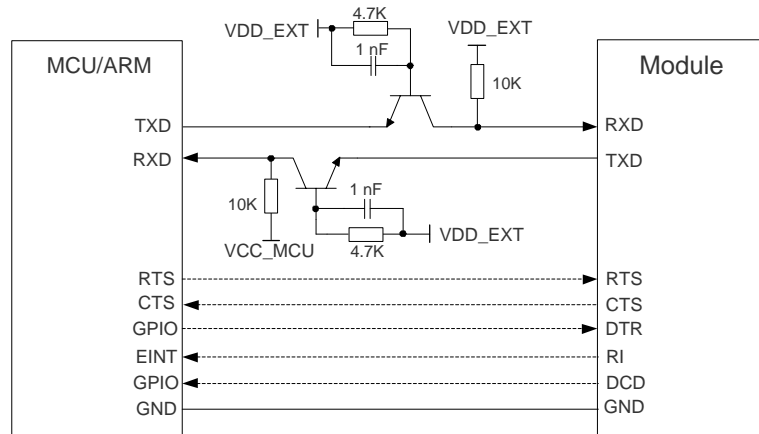 4.7K
VDD_EXT
VDD_EXT
1 nF
MCU/ARM
Module
10K
TXD
RXD
RXD
TXD
1 nF
10K
VDD_EXT
VCC_MCU
4.7K
RTS
RTS
CTS
CTS
GPIO
DTR
EINT
RI
GPIO
DCD
GND
GND